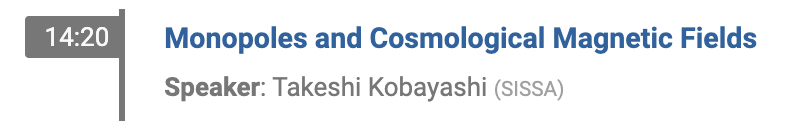 14:20
Monopoles and Cosmological Magnetic Fields
Speaker: Takeshi Kobayashi (SISSA)